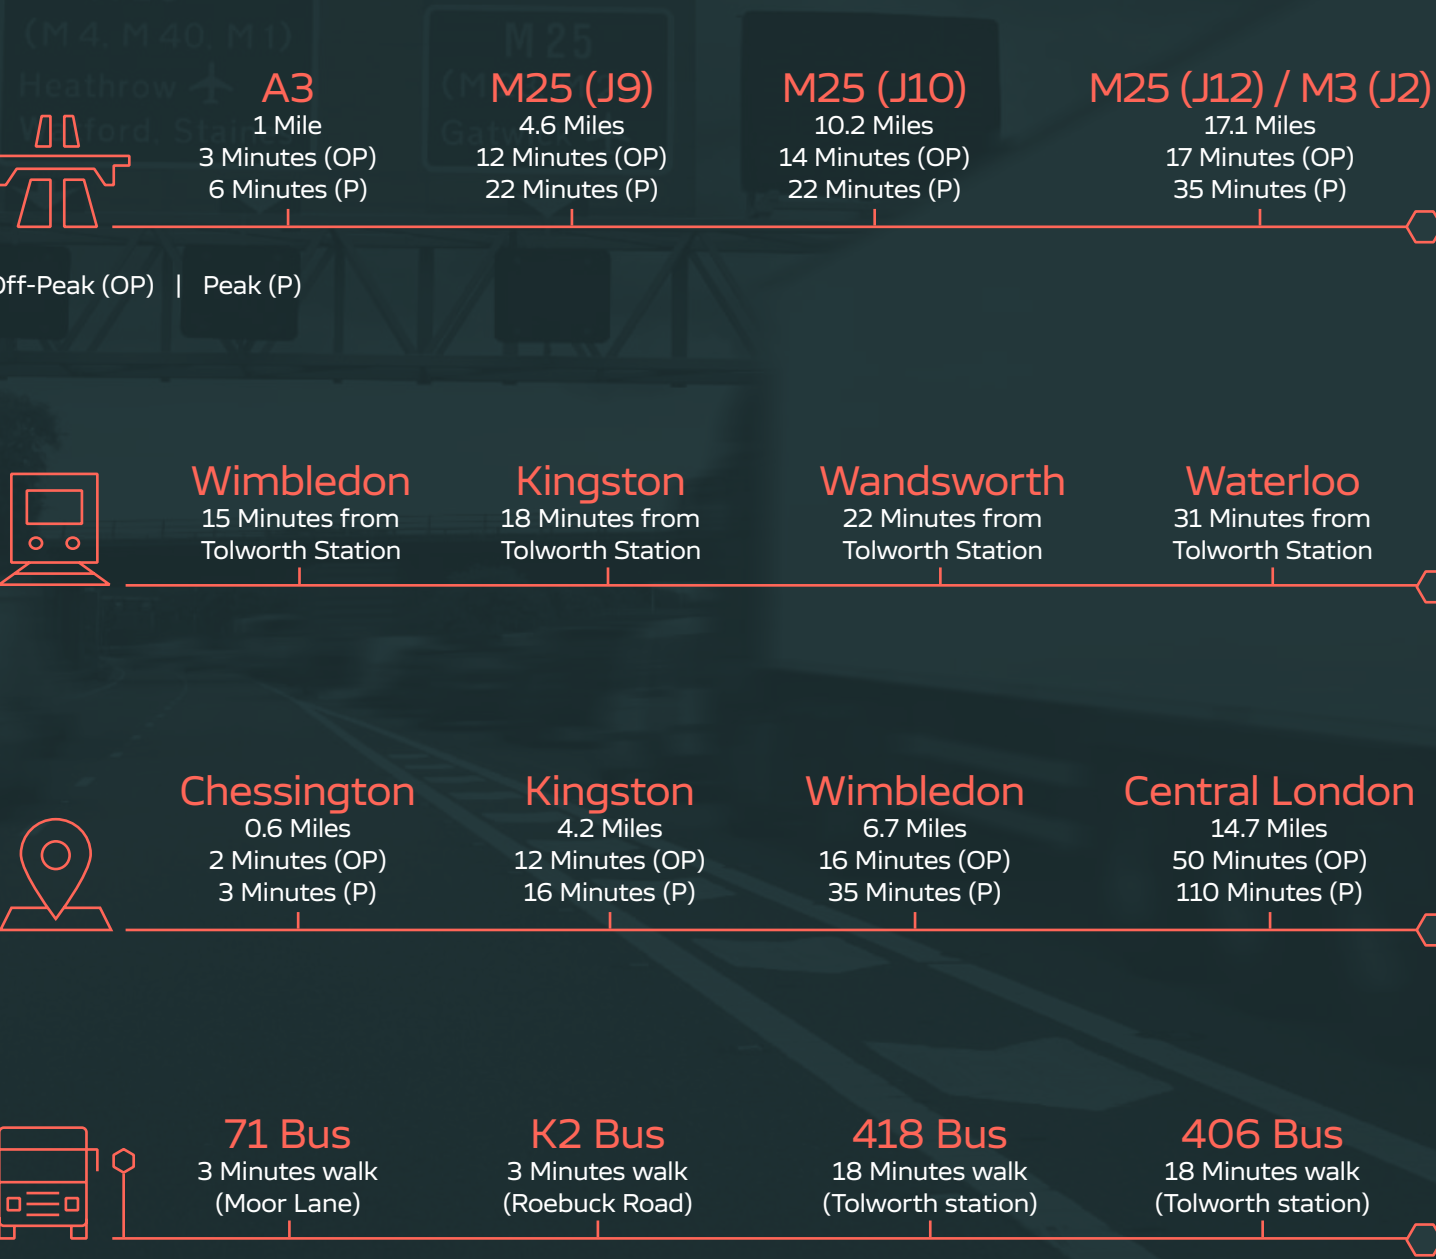 (M 4, M 40, M 1)
Heathrow
M 25
A3
1 Mile
3 Minutes (OP)
6 Minutes (P)
M25 (J9)
4.6 Miles
12 Minutes (OP)
22 Minutes (P)
M25 (J10)
10.2 Miles
14 Minutes (OP)
22 Minutes (P)
M25 (J12) / M3 (J2)
17.1 Miles
17 Minutes (OP)
35 Minutes (P)
Off-Peak (OP) | Peak (P)
Wimbledon
15 Minutes from
Tolworth Station
Kingston
18 Minutes from
Tolworth Station
Wandsworth
22 Minutes from
Tolworth Station
Waterloo
31 Minutes from
Tolworth Station
Chessington
0.6 Miles
2 Minutes (OP)
3 Minutes (P)
Kingston
4.2 Miles
12 Minutes (OP)
16 Minutes (P)
Wimbledon
6.7 Miles
16 Minutes (OP)
35 Minutes (P)
Central London
14.7 Miles
50 Minutes (OP)
110 Minutes (P)
71 Bus
3 Minutes walk
(Moor Lane)
K2 Bus
3 Minutes walk
(Roebuck Road)
418 Bus
18 Minutes walk
(Tolworth station)
406 Bus
18 Minutes walk
(Tolworth station)